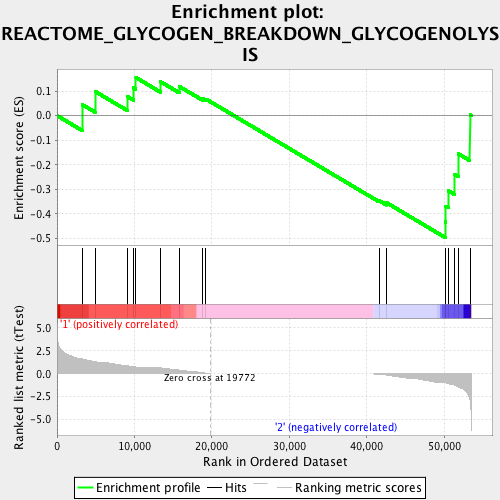 Enrichment plot:
REACTOME_GLYCOGEN_BREAKDOWN_GLYCOGENOLYS
IS
Enrichment score (ES)
0.1
0.0
-0.1
-0.2
-0.3
-0.4
-0.5
'1' (positively correlated)
'2' (negatively correlated)
Zero cross at 19772
Ranked list metric (tTest)
5.0
2.5
0.0
-2.5
-5.0
0 10,000 20,000 30,000 40,000 50,000
Rank in Ordered Dataset
Enrichment profile Hits Ranking metric scores